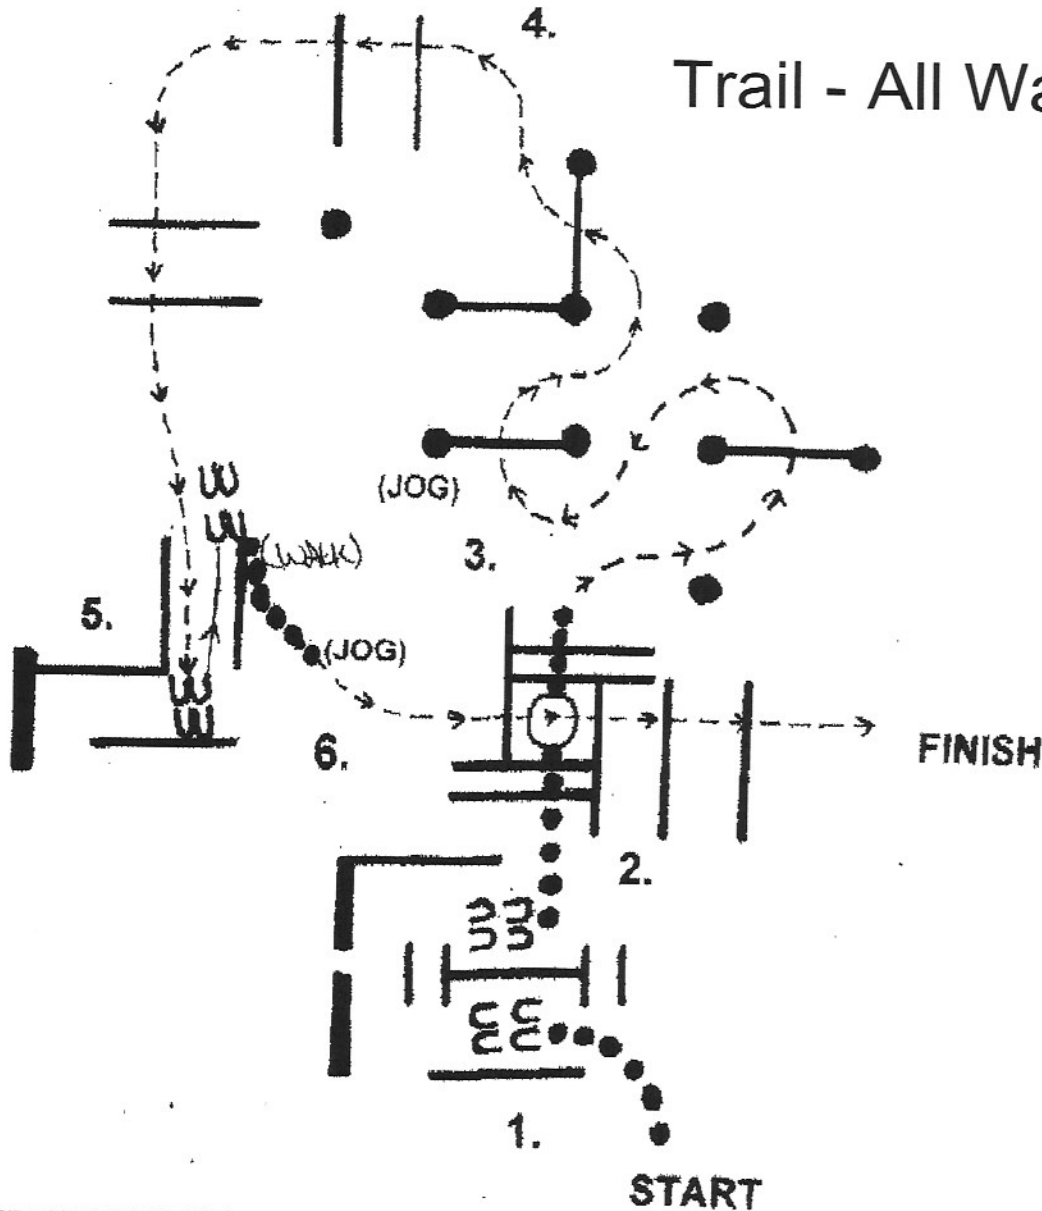 4.
Trail - All Wa
(JOG)
3.
(WALK)
5.
(JOG)
6.
FINISH
2.
1.
START